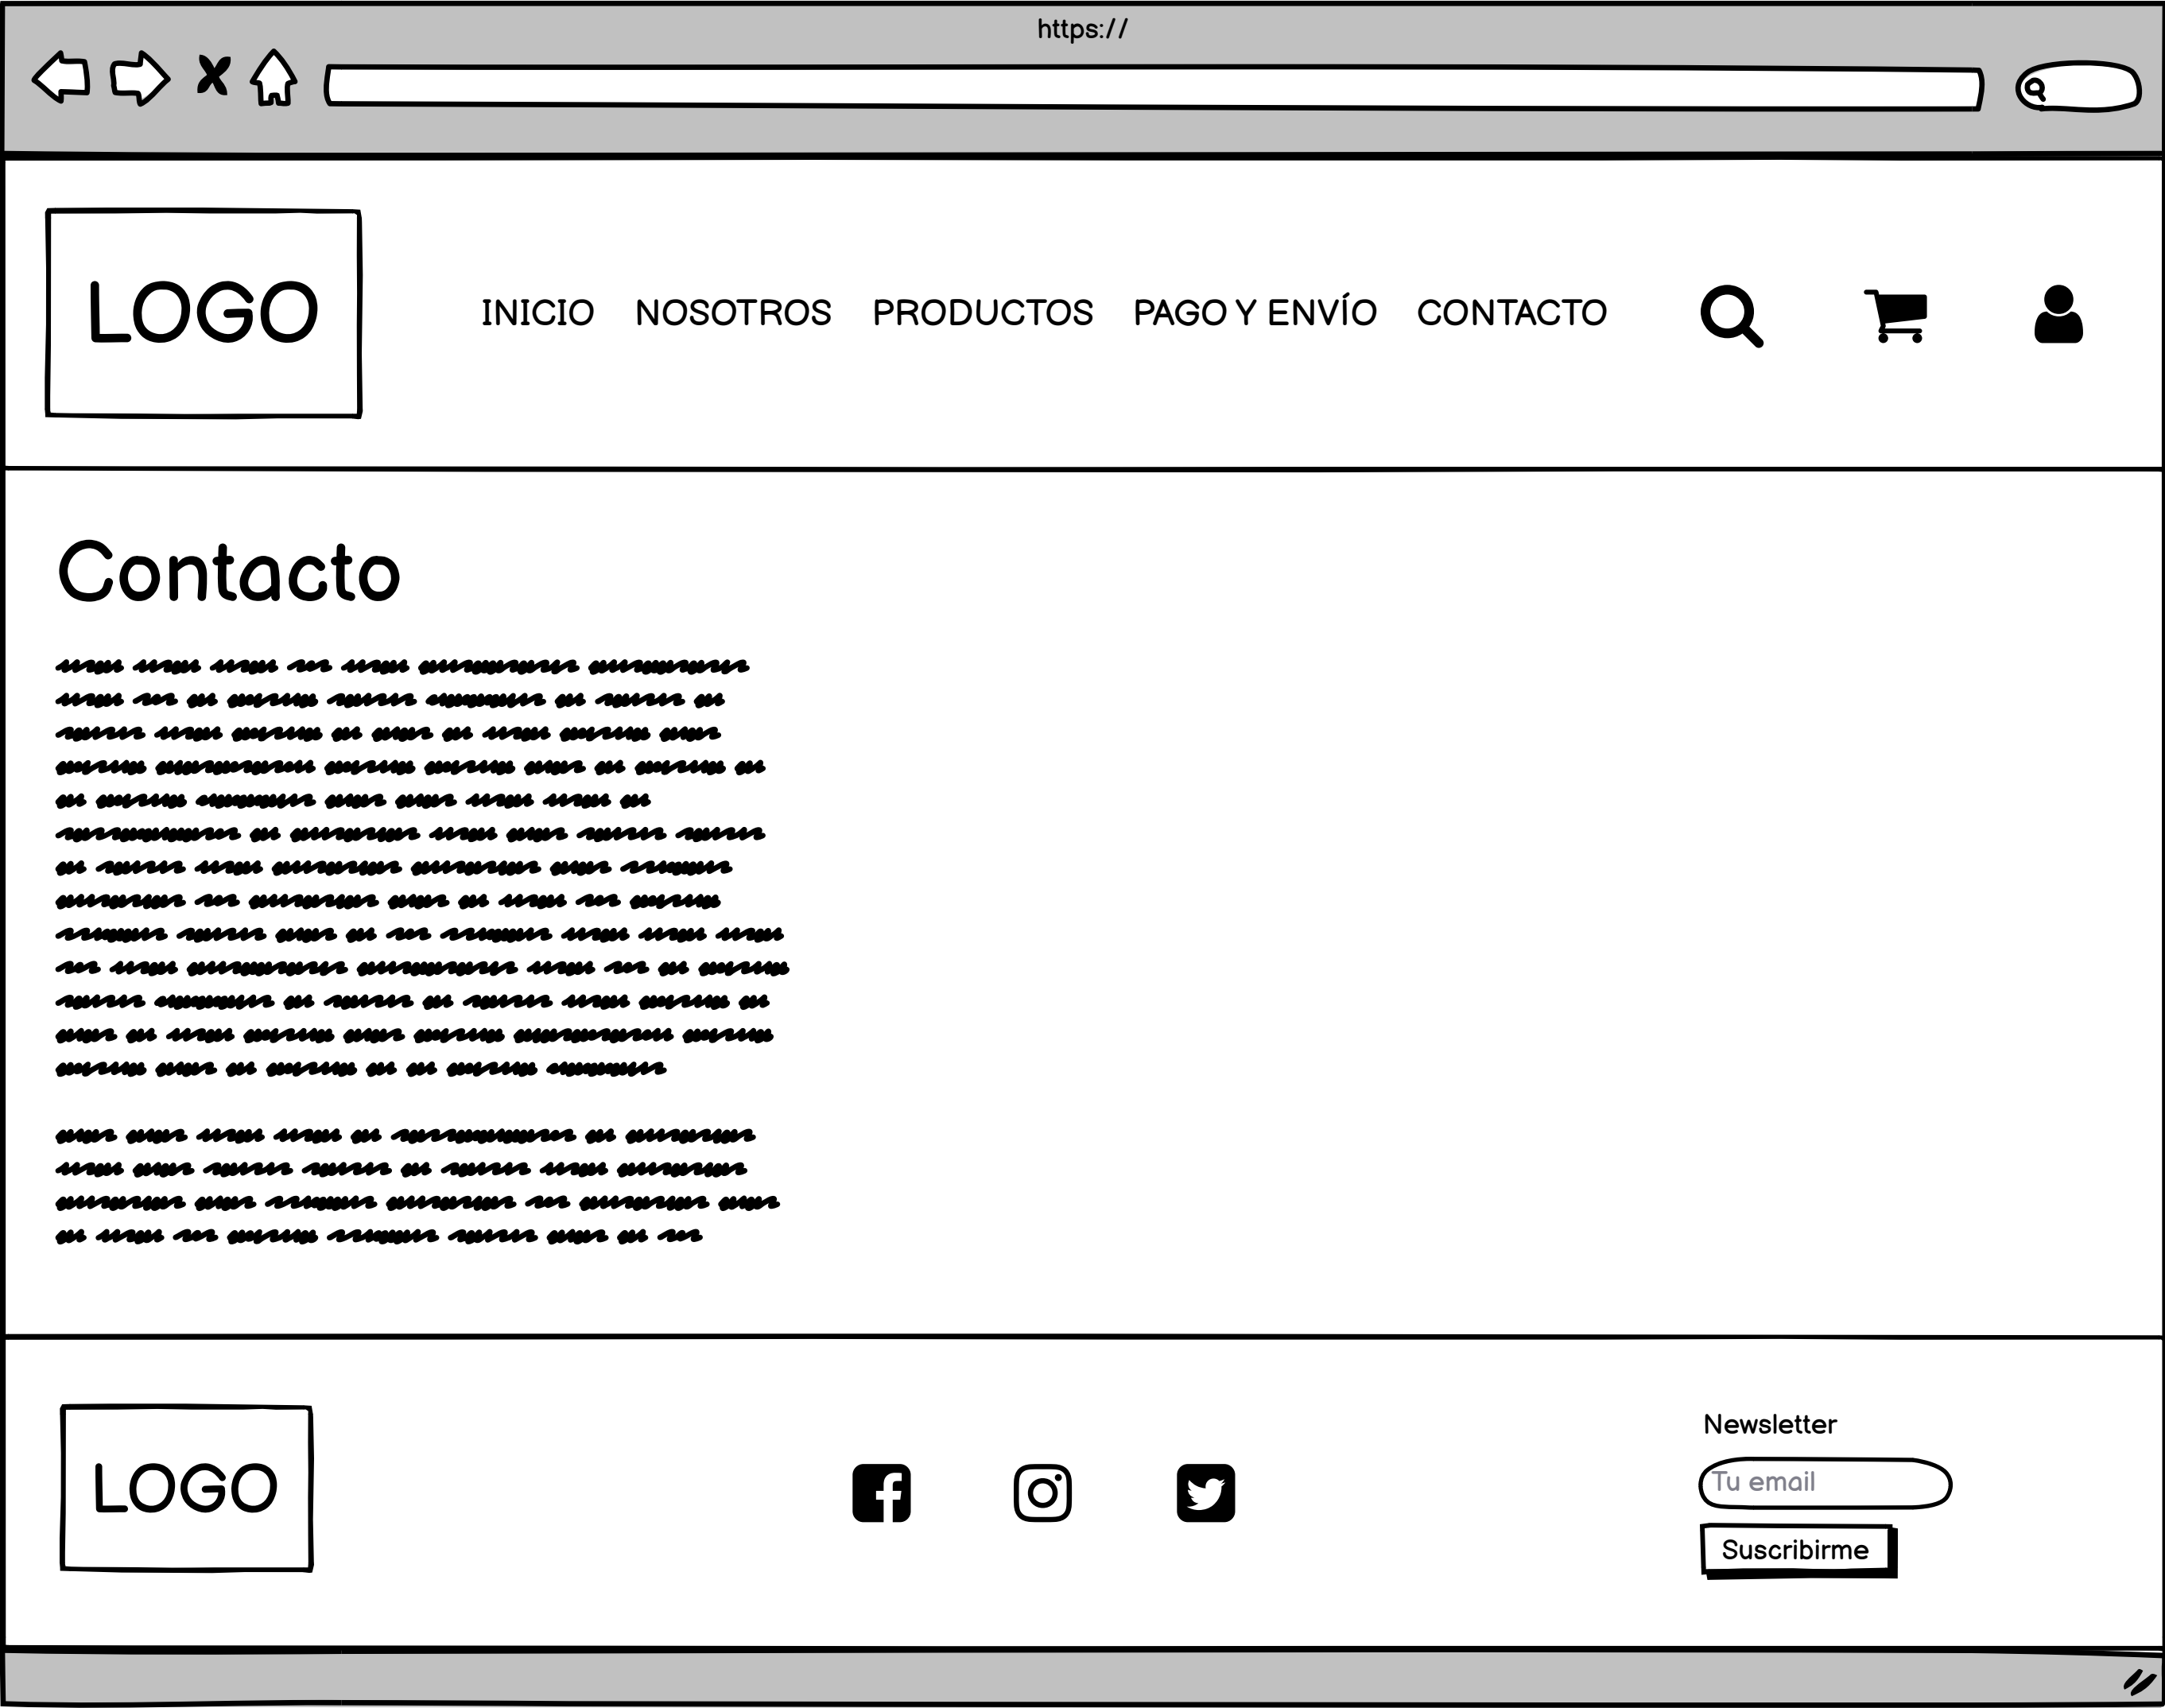 https://
LOGO
INICIO NOSOTROS PRODUCTOS PAGO Y ENVÍO CONTACTO
Contacto
LOGO
Newsletter
Tu email
Suscribirme